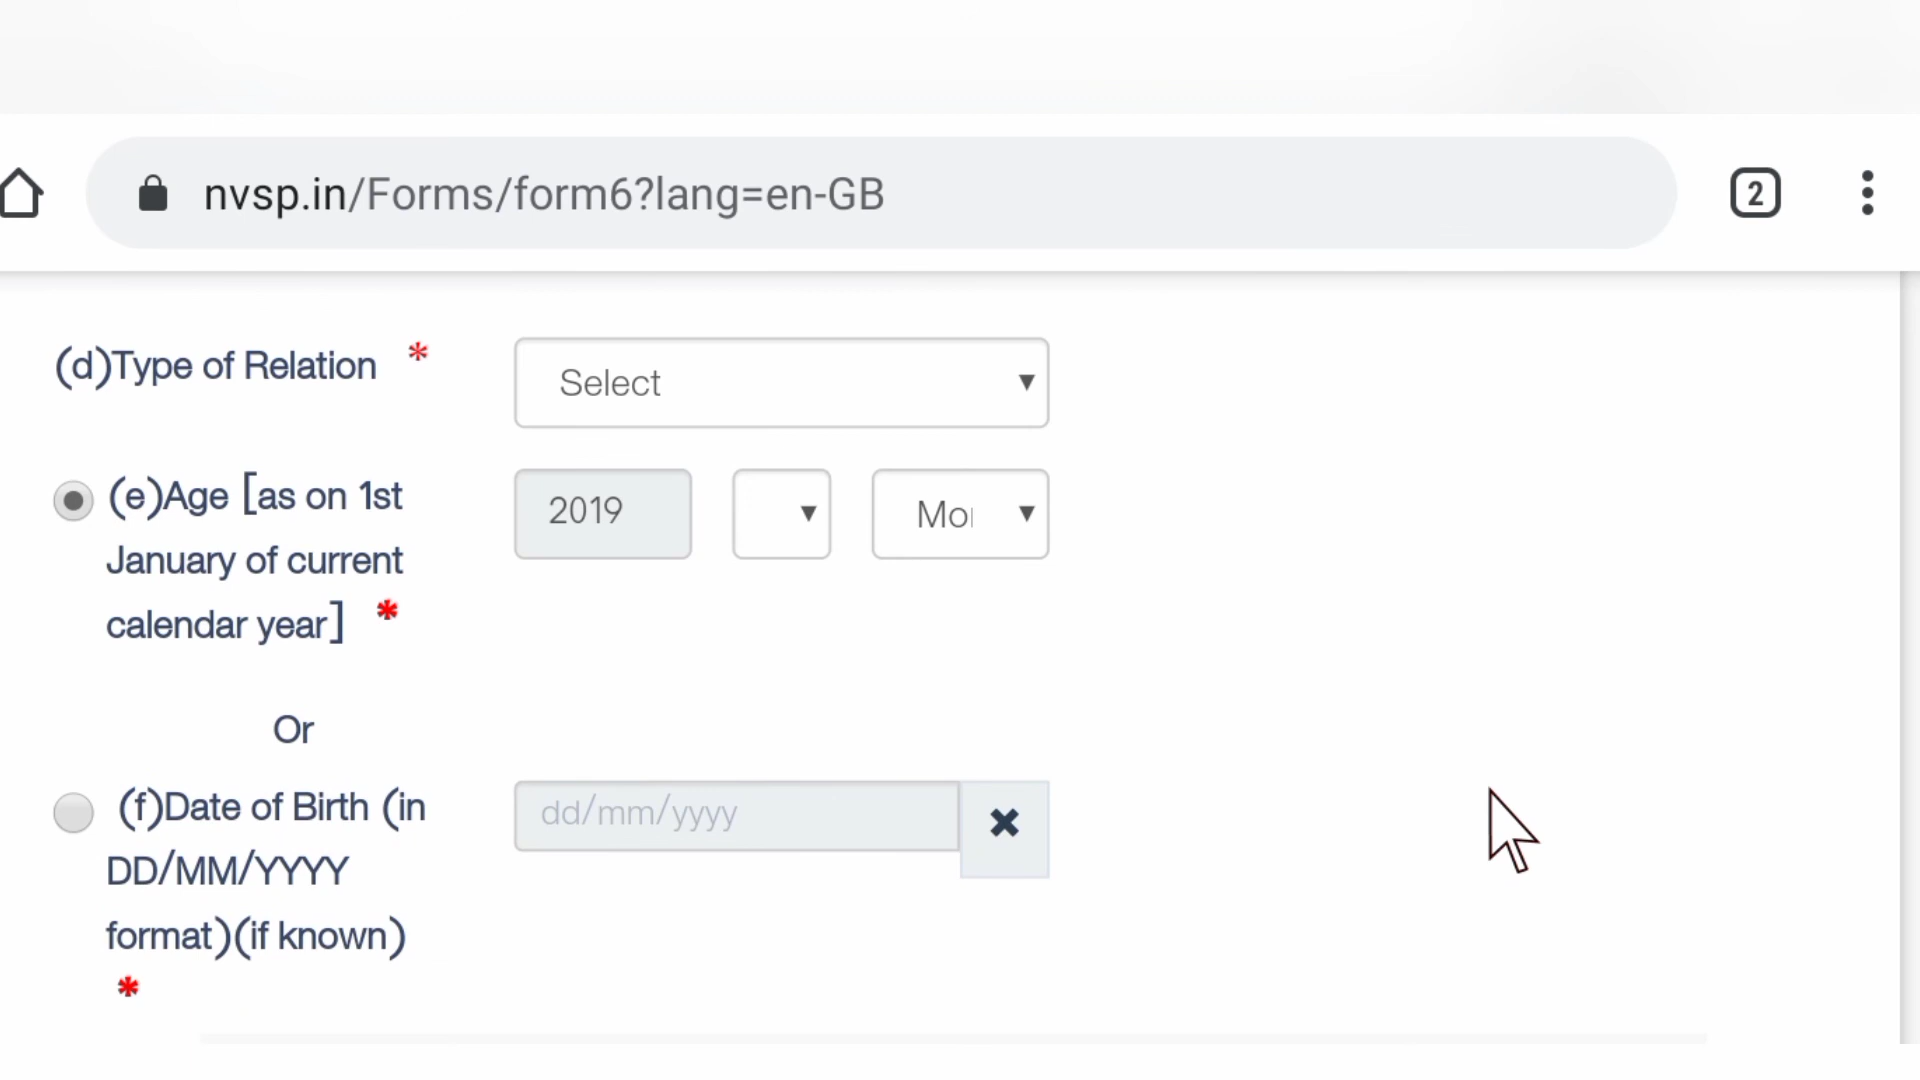 nvsp.in/Forms/form6?lang=en-GB
2
(d)Type of Relation *
Select
(e)Age [as on 1st
January of current
calendar year] *
2019
Mo
Or
(f)Date of Birth (in
DD/MM/YYYY
format)(if known)
*
dd/mm/yyyy